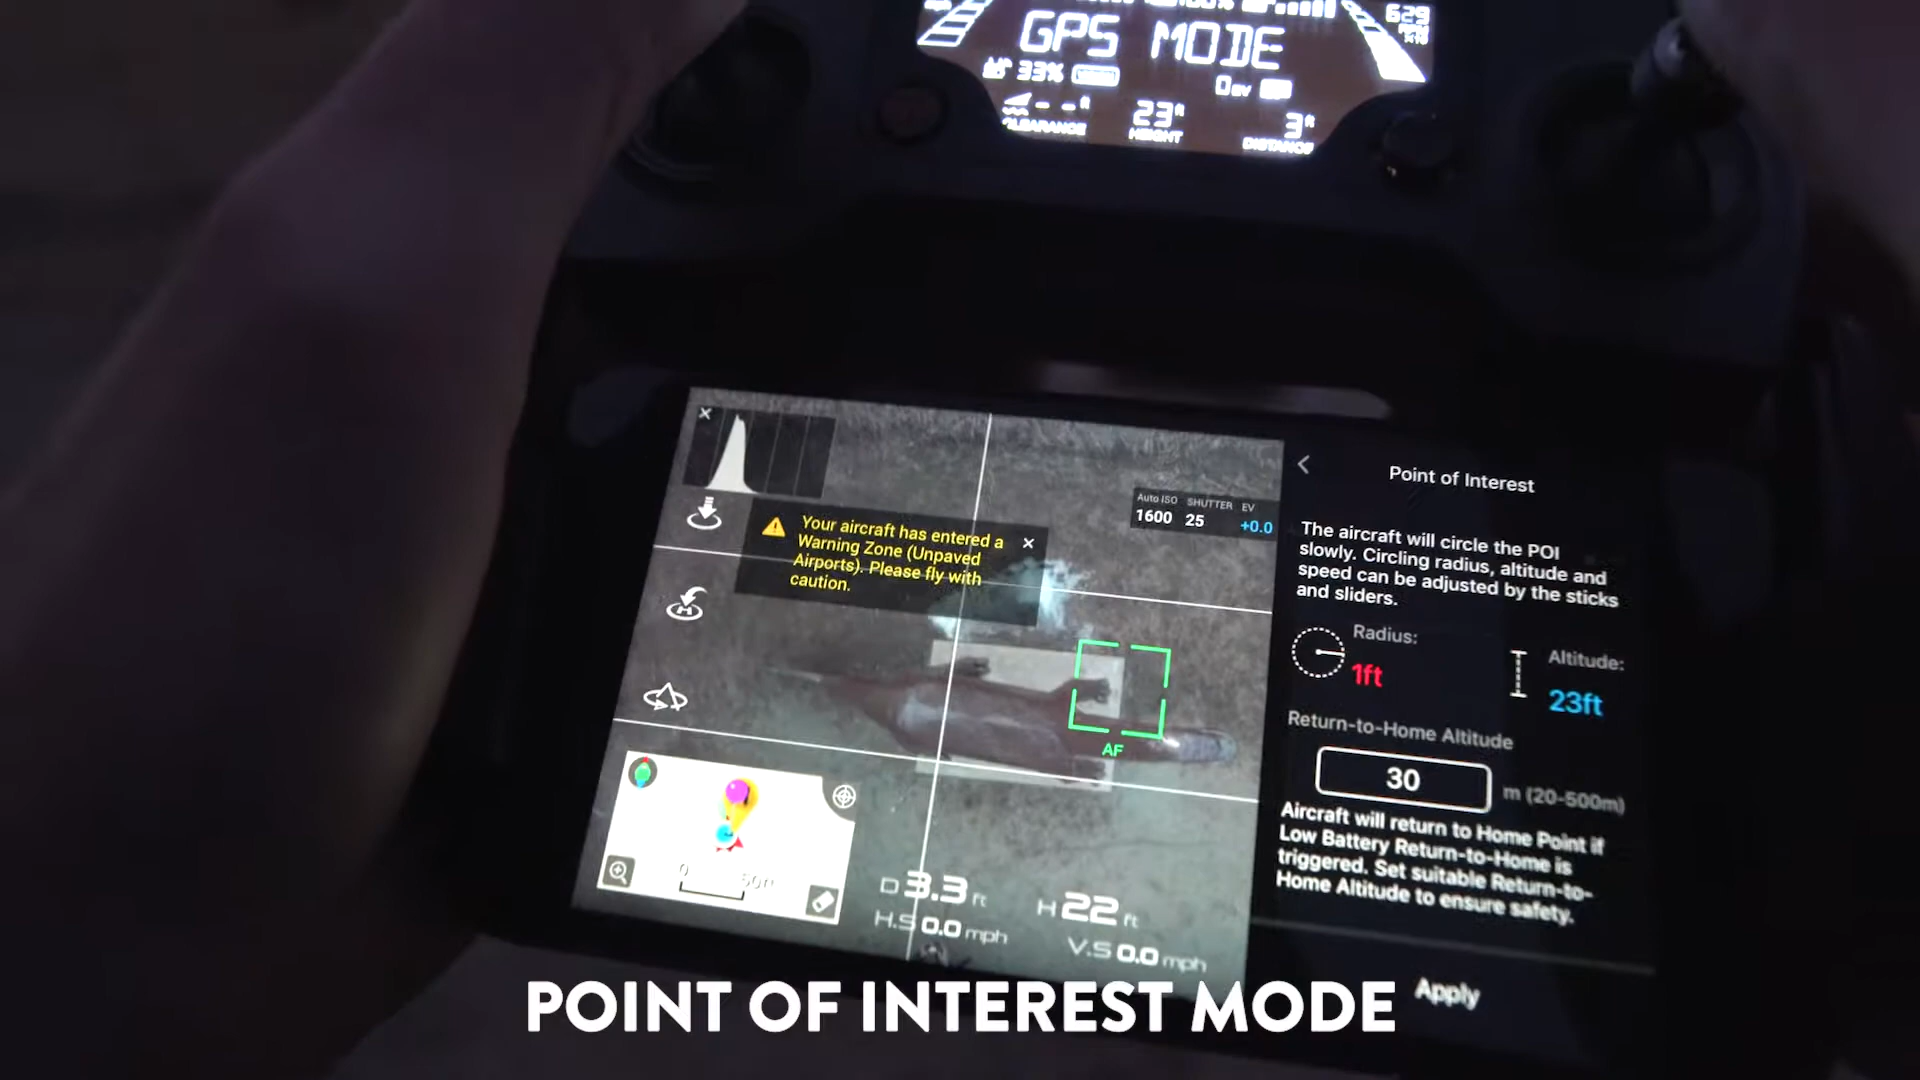 629
GPS MODE
33%
0EV
23 ft
3 ft
CLEARANCE
HEIGHT
DISTANCE
Auto ISO SHUTTER EV
1600 25 +0.0
Your aircraft has entered a
Warning Zone (Unpaved
Airports). Please fly with
caution.
AF
0 50ft
D 3.3 ft
H 22 ft
H.S 0.0 mph
V.S 0.0 mph
Point of Interest
The aircraft will circle the POI
slowly. Circling radius, altitude and
speed can be adjusted by the sticks
and sliders.
Radius:
1ft
Altitude:
23ft
Return-to-Home Altitude
30 m (20-500m)
Aircraft will return to Home Point if
Low Battery Return-to-Home is
triggered. Set suitable Return-to-
Home Altitude to ensure safety.
Apply
POINT OF INTEREST MODE